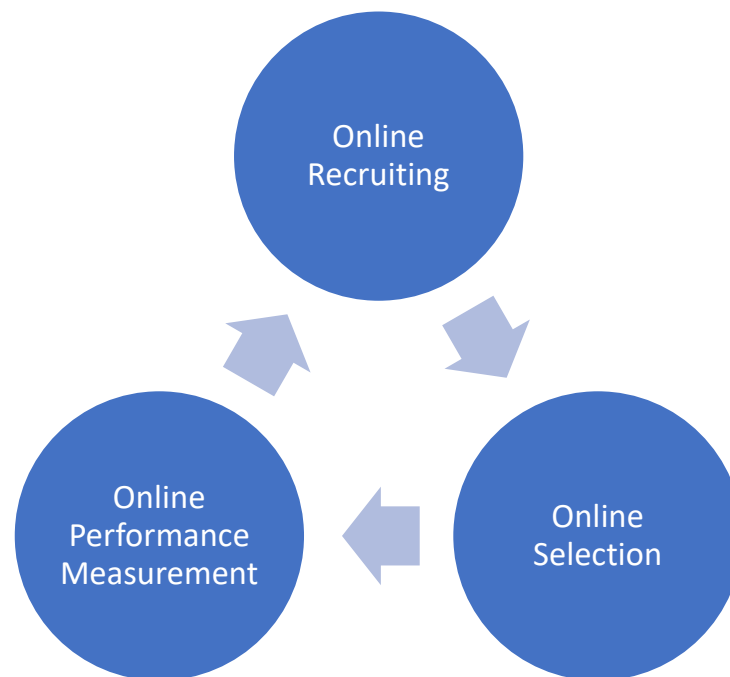 Online
Recruiting
Online
Selection
Online
Performance
Measurement